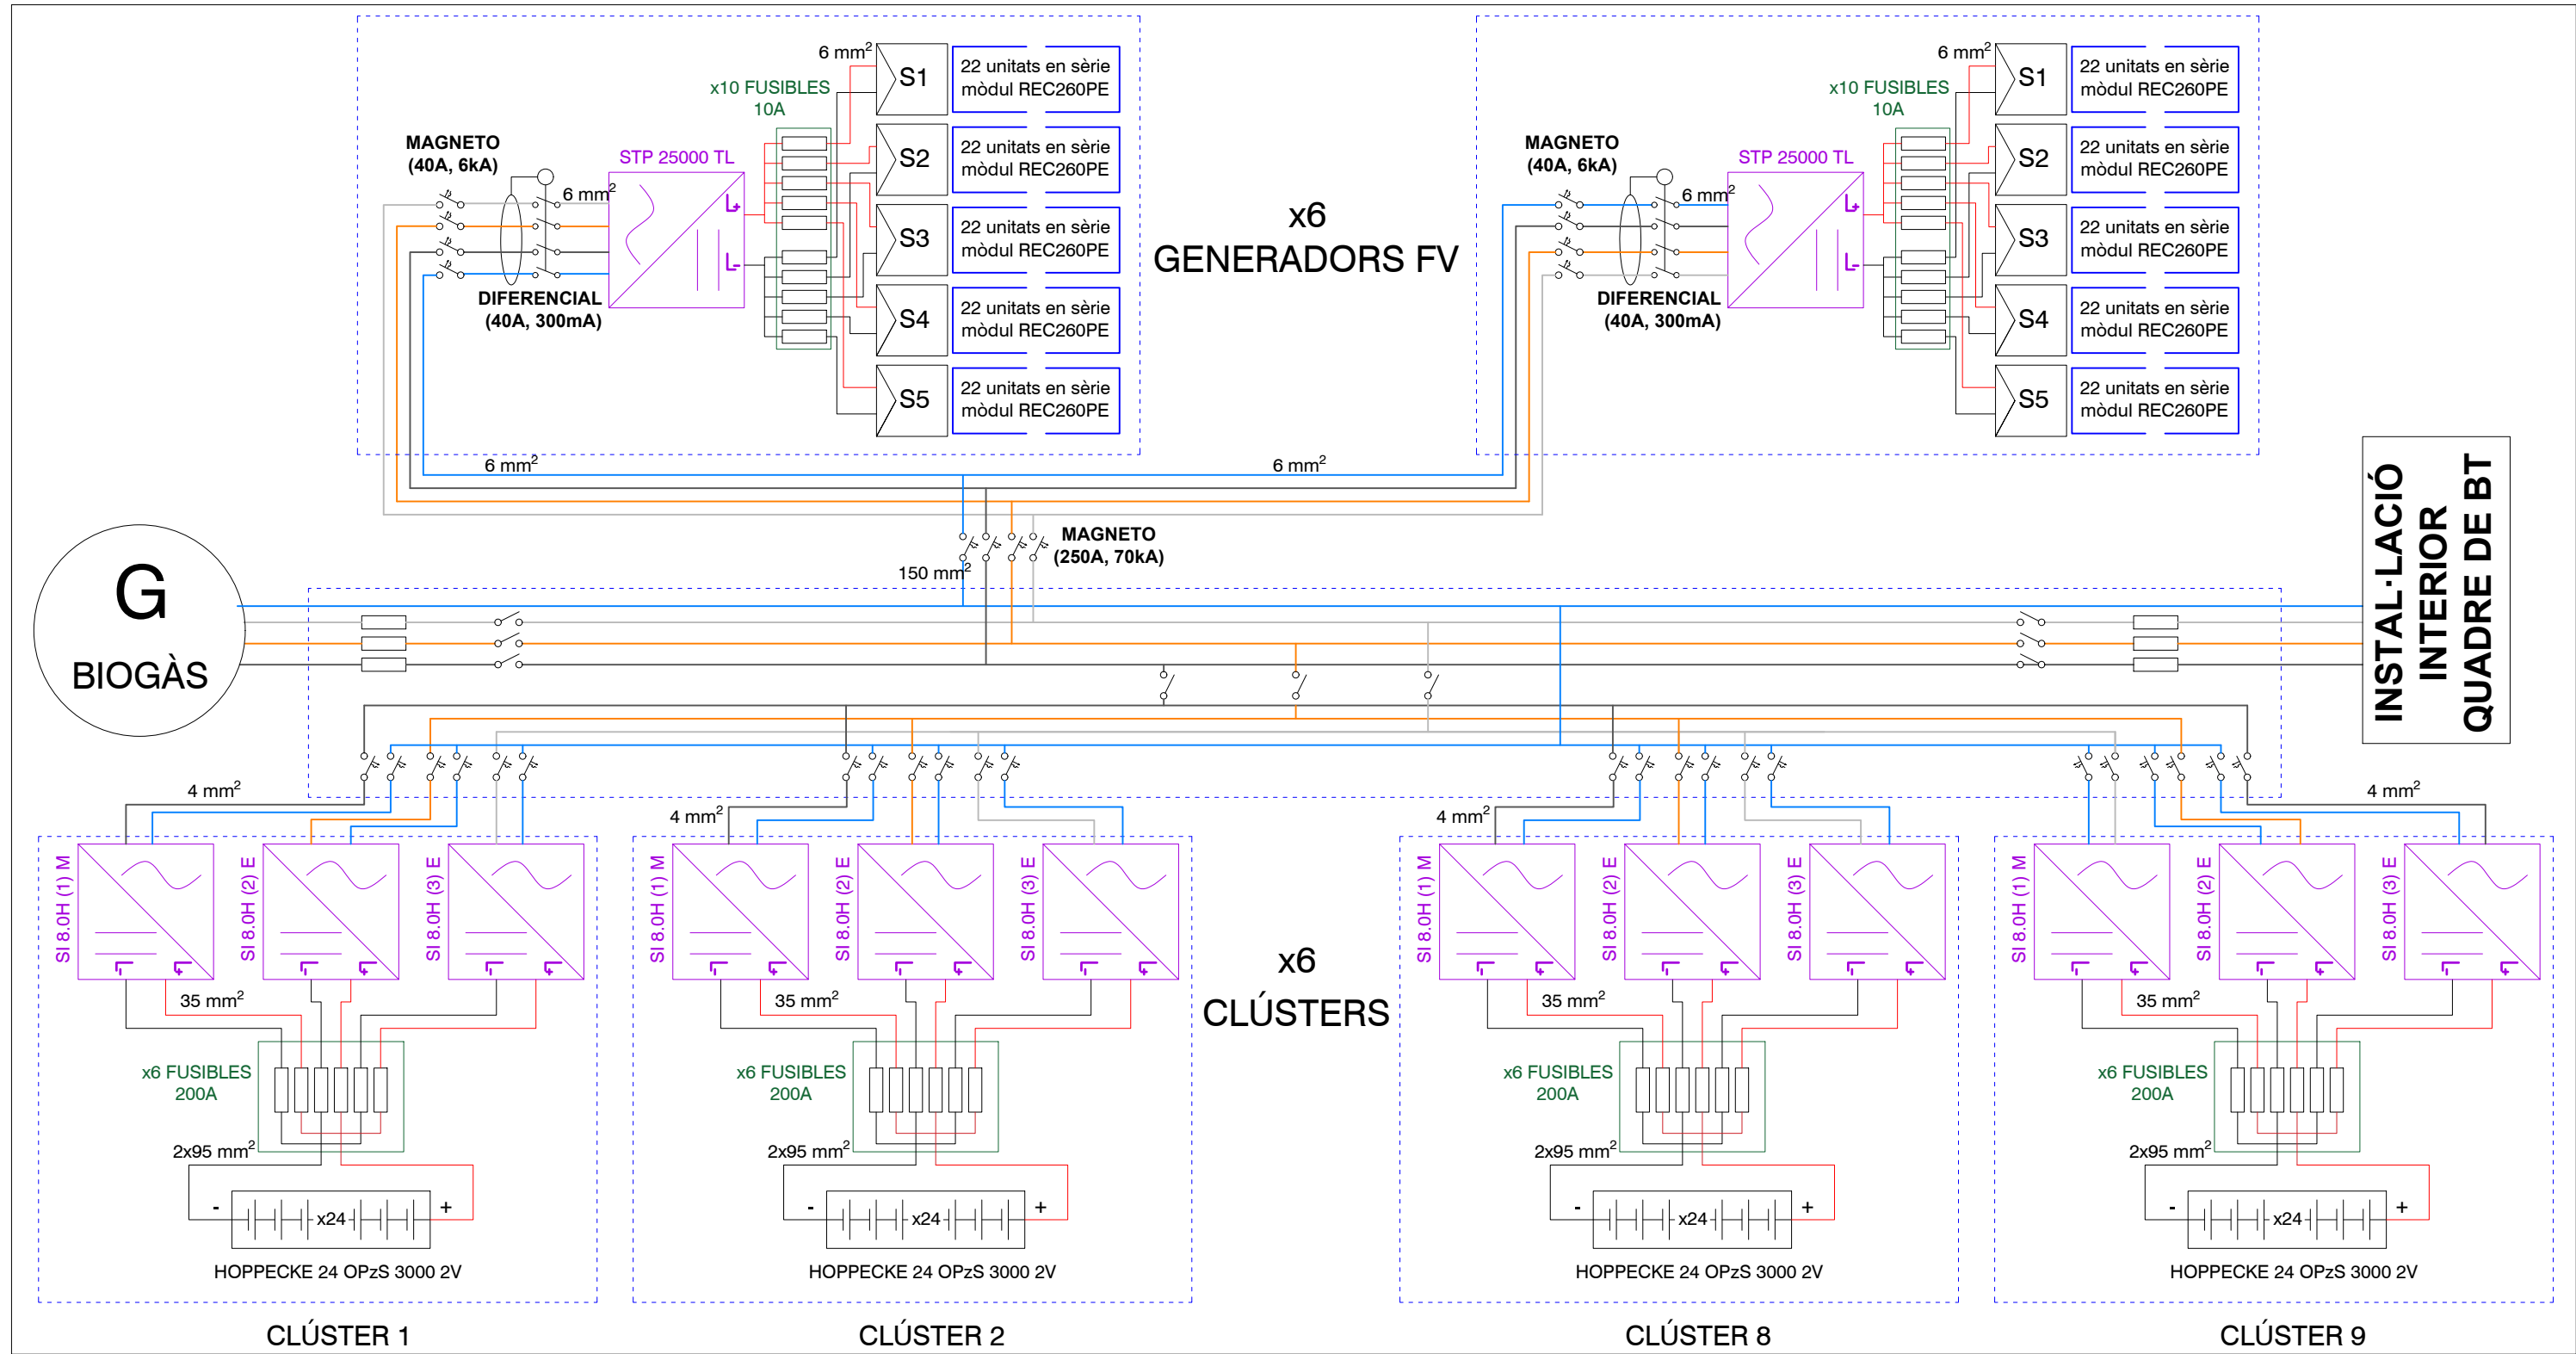 6 mm²
S1
22 unitats en sèrie
mòdul REC260PE
x10 FUSIBLES
10A
MAGNETO
(40A, 6kA)
STP 25000 TL
S2
22 unitats en sèrie
mòdul REC260PE
6 mm²
L+
S3
22 unitats en sèrie
mòdul REC260PE
L-
DIFERENCIAL
(40A, 300mA)
S4
22 unitats en sèrie
mòdul REC260PE
S5
22 unitats en sèrie
mòdul REC260PE
x6
GENERADORS FV
6 mm²
S1
22 unitats en sèrie
mòdul REC260PE
x10 FUSIBLES
10A
MAGNETO
(40A, 6kA)
STP 25000 TL
S2
22 unitats en sèrie
mòdul REC260PE
6 mm²
L+
S3
22 unitats en sèrie
mòdul REC260PE
L-
DIFERENCIAL
(40A, 300mA)
S4
22 unitats en sèrie
mòdul REC260PE
S5
22 unitats en sèrie
mòdul REC260PE
6 mm²
6 mm²
MAGNETO
(250A, 70kA)
150 mm²
G
BIOGÀS
INSTAL·LACIÓ
INTERIOR
QUADRE DE BT
4 mm²
4 mm²
4 mm²
4 mm²
SI 8.0H (1) M
L-
L+
SI 8.0H (2) E
L-
L+
SI 8.0H (3) E
L-
L+
35 mm²
x6 FUSIBLES
200A
2x95 mm²
-
x24
+
HOPPECKE 24 OPzS 3000 2V
CLÚSTER 1
SI 8.0H (1) M
L-
L+
SI 8.0H (2) E
L-
L+
SI 8.0H (3) E
L-
L+
35 mm²
x6 FUSIBLES
200A
2x95 mm²
-
x24
+
HOPPECKE 24 OPzS 3000 2V
CLÚSTER 2
x6
CLÚSTERS
SI 8.0H (1) M
L-
L+
SI 8.0H (2) E
L-
L+
SI 8.0H (3) E
L-
L+
35 mm²
x6 FUSIBLES
200A
2x95 mm²
-
x24
+
HOPPECKE 24 OPzS 3000 2V
CLÚSTER 8
SI 8.0H (1) M
L-
L+
SI 8.0H (2) E
L-
L+
SI 8.0H (3) E
L-
L+
35 mm²
x6 FUSIBLES
200A
2x95 mm²
-
x24
+
HOPPECKE 24 OPzS 3000 2V
CLÚSTER 9